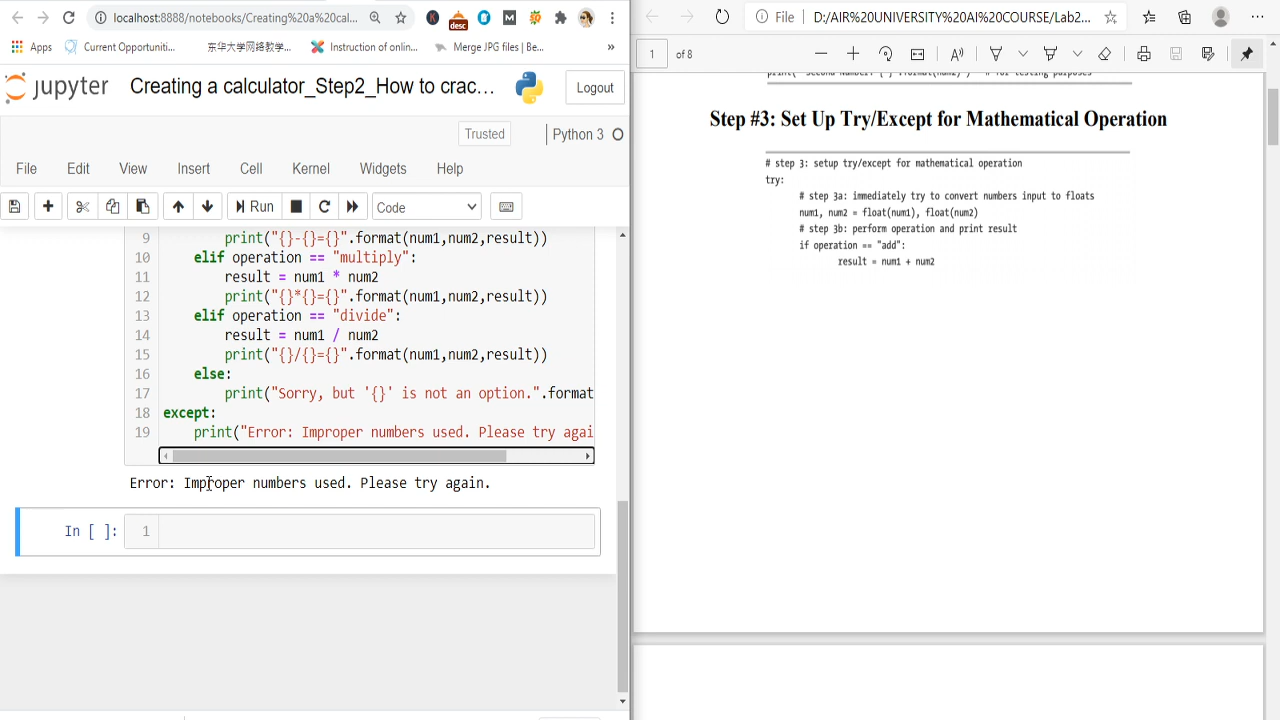 localhost:8888/notebooks/Creating%20a%20cal...
desc
Apps
Current Opportuniti...
东华大学网络教学...
Instruction of onlin...
Merge JPG files | Be...
»
jupyter
Creating a calculator_Step2_How to crac...
Logout
Trusted
Python 3
File Edit View Insert Cell Kernel Widgets Help
Run
Code
9 print("{}-{}={}".format(num1,num2,result))
10 elif operation == "multiply":
11 result = num1 * num2
12 print("{}*{}={}".format(num1,num2,result))
13 elif operation == "divide":
14 result = num1 / num2
15 print("{}/{}={}".format(num1,num2,result))
16 else:
17 print("Sorry, but '{}' is not an option.".format
18 except:
19 print("Error: Improper numbers used. Please try agai
Error: Improper numbers used. Please try again.
In [ ]: 1
File D:/AIR%20UNIVERSITY%20AI%20COURSE/Lab2...
1 of 8
Step #3: Set Up Try/Except for Mathematical Operation
# step 3: setup try/except for mathematical operation
try:
# step 3a: immediately try to convert numbers input to floats
num1, num2 = float(num1), float(num2)
# step 3b: perform operation and print result
if operation == "add":
result = num1 + num2